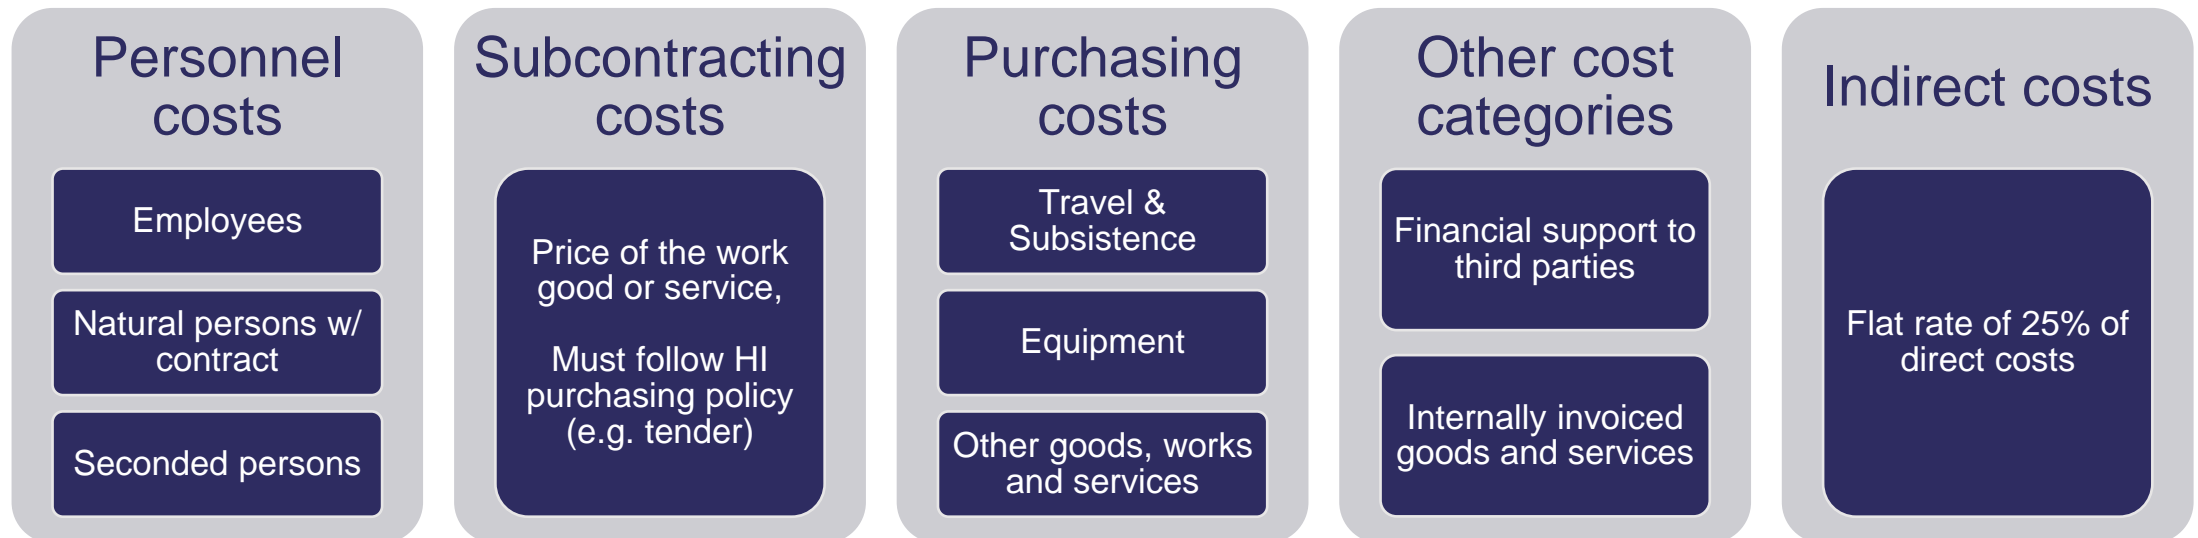 Personnel
costs
Employees
Natural persons w/
contract
Seconded persons
Subcontracting
costs
Price of the work
good or service,
Must follow HI
purchasing policy
(e.g. tender)
Purchasing
costs
Travel &
Subsistence
Equipment
Other goods, works
and services
Other cost
categories
Financial support to
third parties
Internally invoiced
goods and services
Indirect costs
Flat rate of 25% of
direct costs